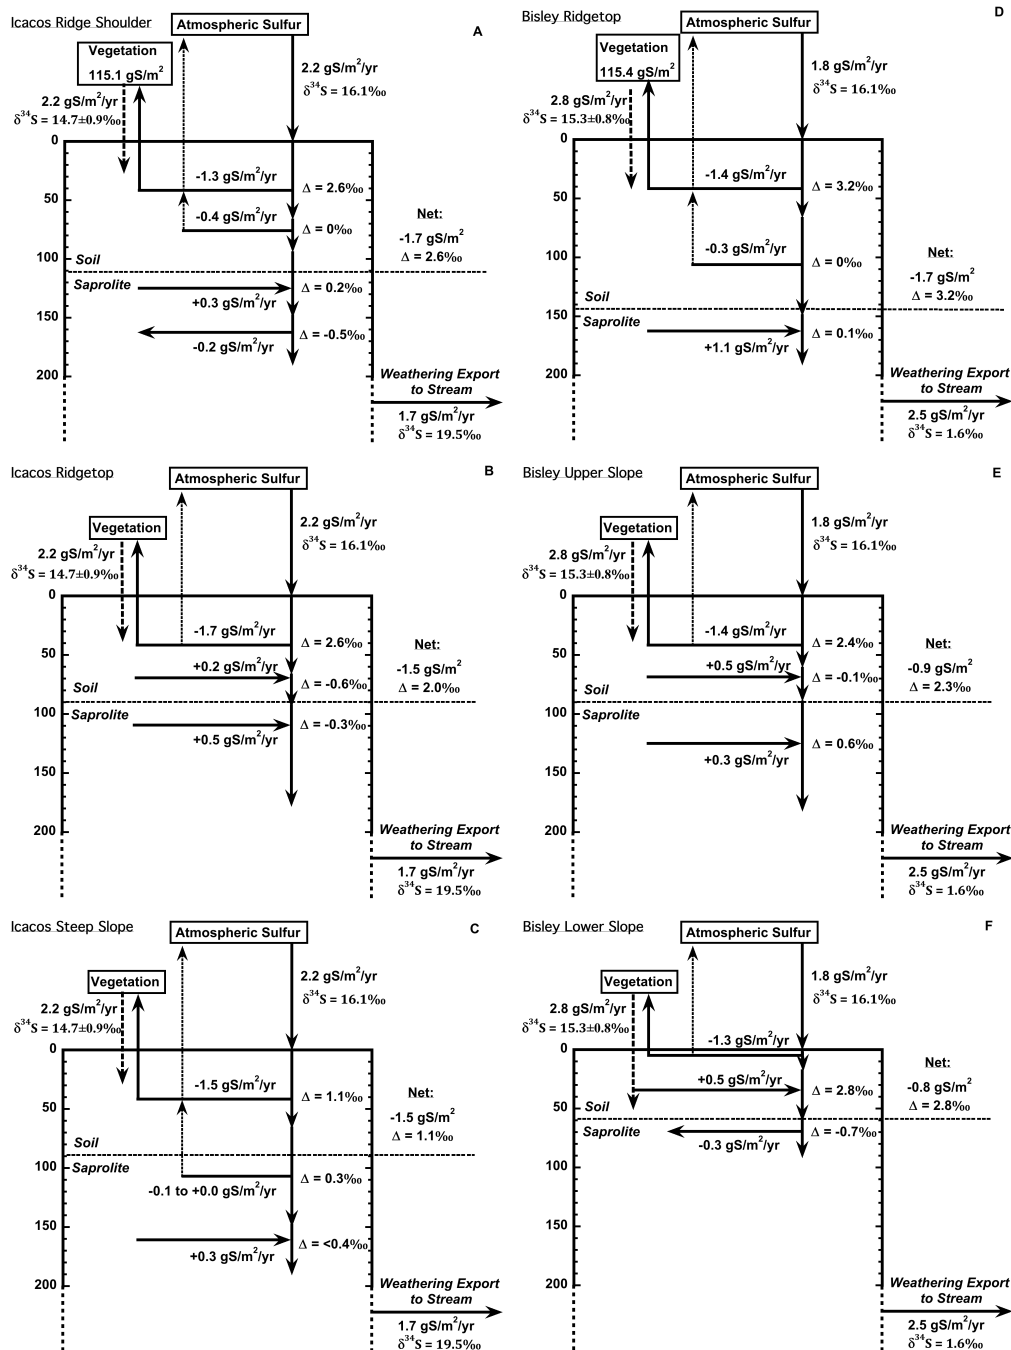 Icacos Ridge Shoulder
Atmospheric Sulfur
A
Vegetation
115.1 gS/m²
2.2 gS/m²/yr
δ³⁴S = 16.1‰
2.2 gS/m²/yr
δ³⁴S = 14.7±0.9‰
0
-1.3 gS/m²/yr
Δ = 2.6‰
50
-0.4 gS/m²/yr
Δ = 0‰
Net:
-1.7 gS/m²
Δ = 2.6‰
100
Soil
Saprolite
Δ = 0.2‰
+0.3 gS/m²/yr
150
Δ = -0.5‰
-0.2 gS/m²/yr
200
Weathering Export
to Stream
1.7 gS/m²/yr
δ³⁴S = 19.5‰
Bisley Ridgetop
Atmospheric Sulfur
D
Vegetation
115.4 gS/m²
1.8 gS/m²/yr
δ³⁴S = 16.1‰
2.8 gS/m²/yr
δ³⁴S = 15.3±0.8‰
0
-1.4 gS/m²/yr
Δ = 3.2‰
50
-0.3 gS/m²/yr
Δ = 0‰
Net:
-1.7 gS/m²
Δ = 3.2‰
100
Soil
150
Saprolite
Δ = 0.1‰
+1.1 gS/m²/yr
200
Weathering Export
to Stream
2.5 gS/m²/yr
δ³⁴S = 1.6‰
Icacos Ridgetop
Atmospheric Sulfur
B
Vegetation
2.2 gS/m²/yr
δ³⁴S = 16.1‰
2.2 gS/m²/yr
δ³⁴S = 14.7±0.9‰
0
-1.7 gS/m²/yr
Δ = 2.6‰
50
+0.2 gS/m²/yr
Δ = -0.6‰
Net:
-1.5 gS/m²
Δ = 2.0‰
Soil
100
Saprolite
Δ = -0.3‰
+0.5 gS/m²/yr
150
200
Weathering Export
to Stream
1.7 gS/m²/yr
δ³⁴S = 19.5‰
Bisley Upper Slope
Atmospheric Sulfur
E
Vegetation
1.8 gS/m²/yr
δ³⁴S = 16.1‰
2.8 gS/m²/yr
δ³⁴S = 15.3±0.8‰
0
-1.4 gS/m²/yr
Δ = 2.4‰
50
+0.5 gS/m²/yr
Δ = -0.1‰
Net:
-0.9 gS/m²
Δ = 2.3‰
Soil
100
Saprolite
Δ = 0.6‰
+0.3 gS/m²/yr
150
200
Weathering Export
to Stream
2.5 gS/m²/yr
δ³⁴S = 1.6‰
Icacos Steep Slope
Atmospheric Sulfur
C
Vegetation
2.2 gS/m²/yr
δ³⁴S = 16.1‰
2.2 gS/m²/yr
δ³⁴S = 14.7±0.9‰
0
-1.5 gS/m²/yr
Δ = 1.1‰
50
Net:
-1.5 gS/m²
Δ = 1.1‰
Soil
100
Saprolite
Δ = 0.3‰
-0.1 to +0.0 gS/m²/yr
150
Δ = <0.4‰
+0.3 gS/m²/yr
200
Weathering Export
to Stream
1.7 gS/m²/yr
δ³⁴S = 19.5‰
Bisley Lower Slope
Atmospheric Sulfur
F
Vegetation
1.8 gS/m²/yr
δ³⁴S = 16.1‰
2.8 gS/m²/yr
δ³⁴S = 15.3±0.8‰
0
-1.3 gS/m²/yr
+0.5 gS/m²/yr
Δ = 2.8‰
Net:
-0.8 gS/m²
Δ = 2.8‰
50
Soil
Saprolite
Δ = -0.7‰
-0.3 gS/m²/yr
100
150
200
Weathering Export
to Stream
2.5 gS/m²/yr
δ³⁴S = 1.6‰